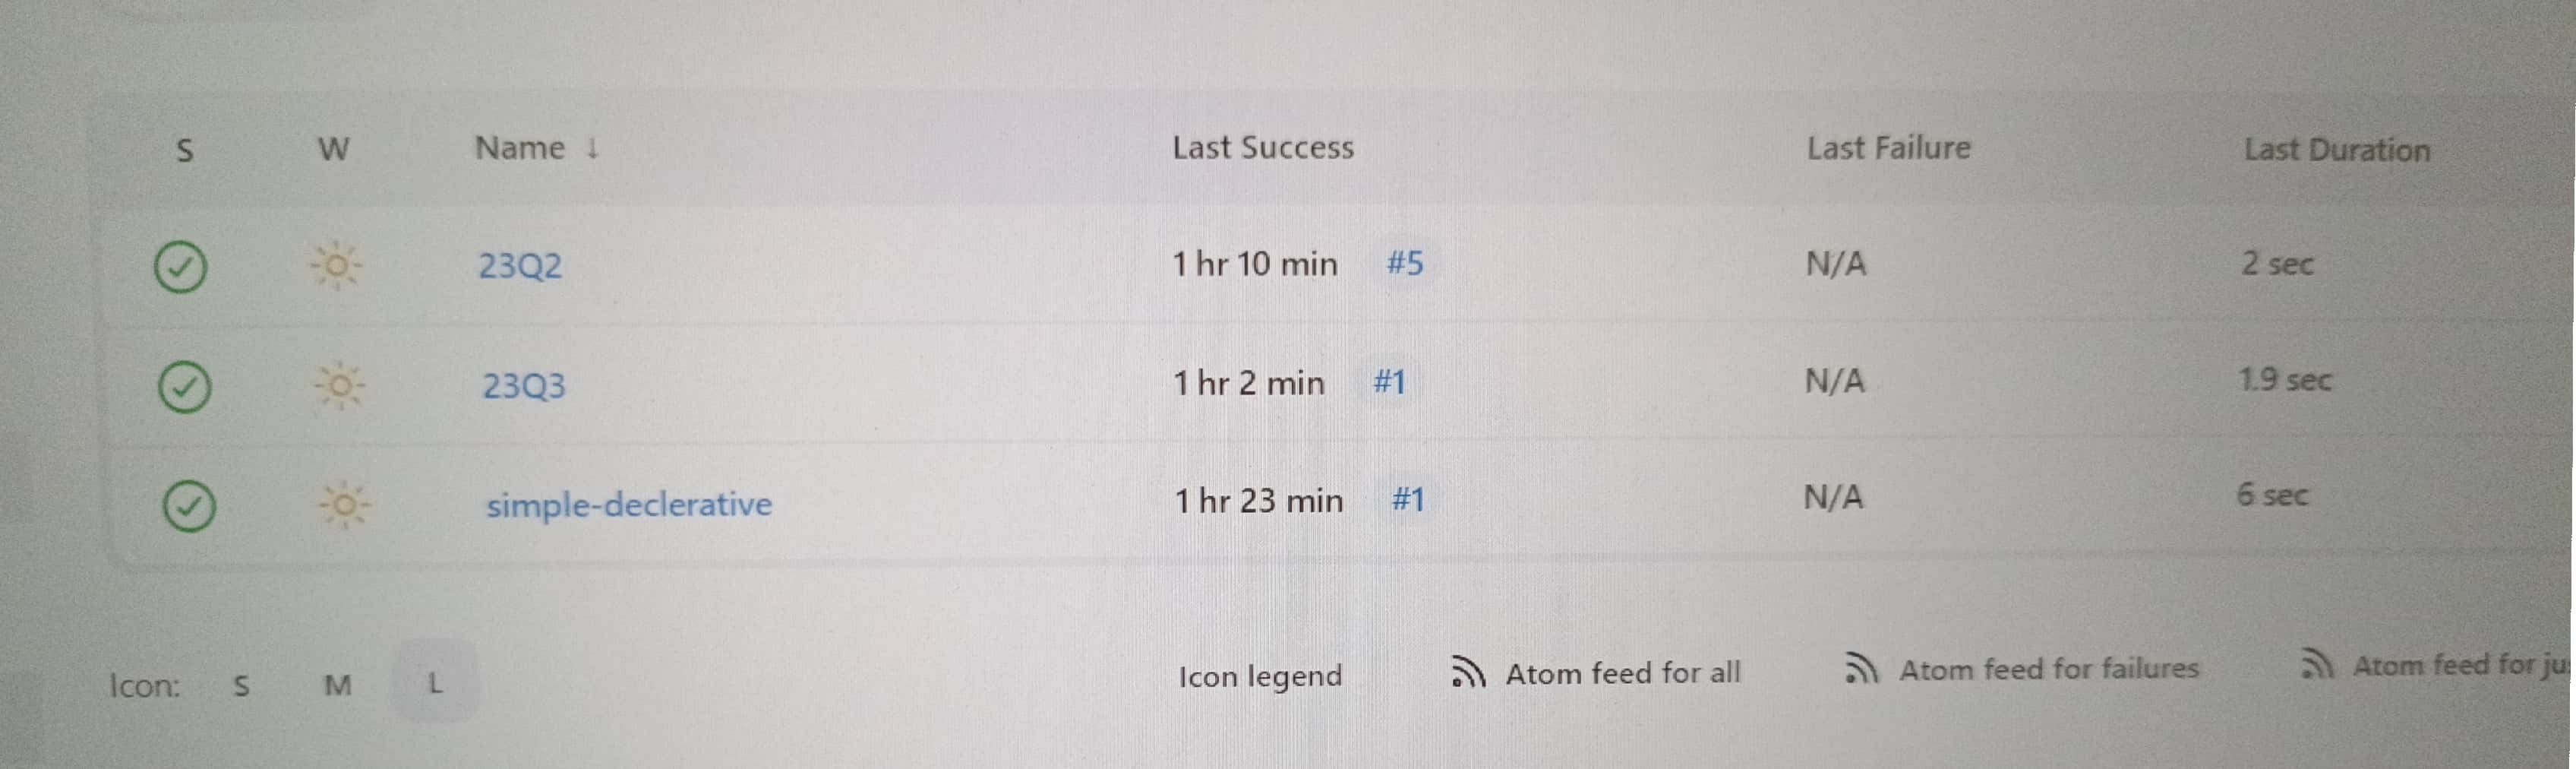 S W Name ↓ Last Success Last Failure Last Duration
23Q2 1 hr 10 min #5 N/A 2 sec
23Q3 1 hr 2 min #1 N/A 1.9 sec
simple-declerative 1 hr 23 min #1 N/A 6 sec
Icon: S M L Icon legend Atom feed for all Atom feed for failures Atom feed for